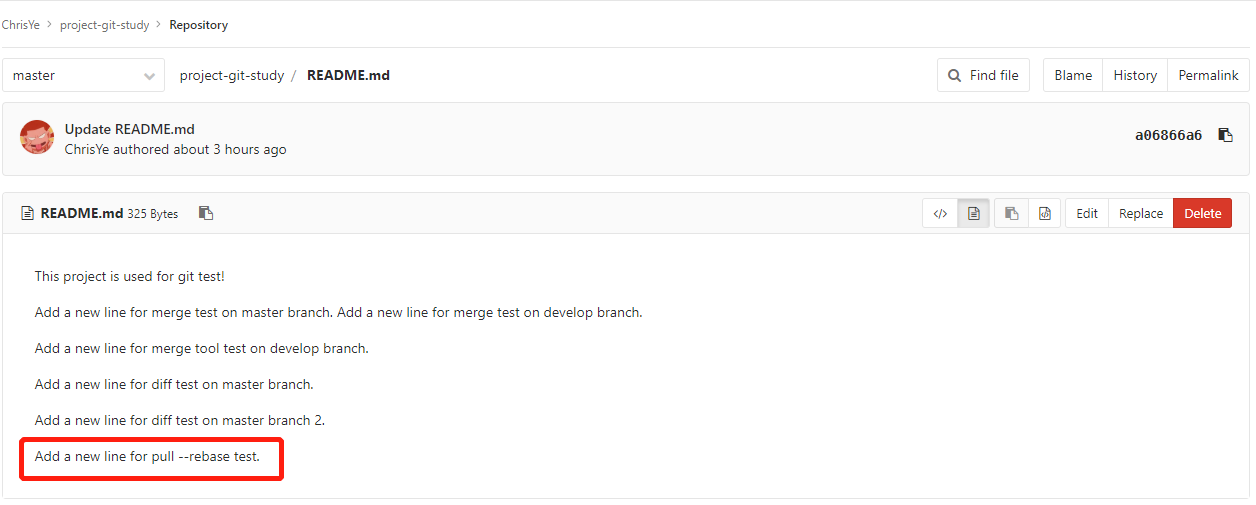 ChrisYe > project-git-study > Repository
master
project-git-study / README.md
Find file
Blame
History
Permalink
Update README.md
ChrisYe authored about 3 hours ago
a06866a6
README.md 325 Bytes
</>
Edit
Replace
Delete
This project is used for git test!
Add a new line for merge test on master branch. Add a new line for merge test on develop branch.
Add a new line for merge tool test on develop branch.
Add a new line for diff test on master branch.
Add a new line for diff test on master branch 2.
Add a new line for pull --rebase test.